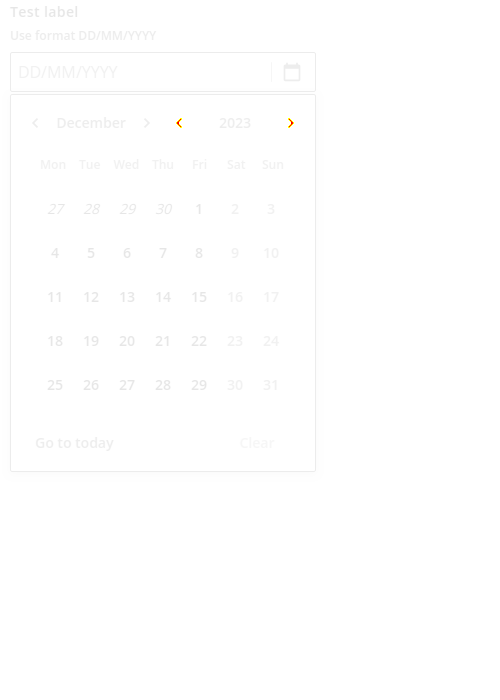 Test label
Use format DD/MM/YYYY
DD/MM/YYYY
December 2023
Mon Tue Wed Thu Fri Sat Sun
27 28 29 30 1 2 3
4 5 6 7 8 9 10
11 12 13 14 15 16 17
18 19 20 21 22 23 24
25 26 27 28 29 30 31
Go to today Clear